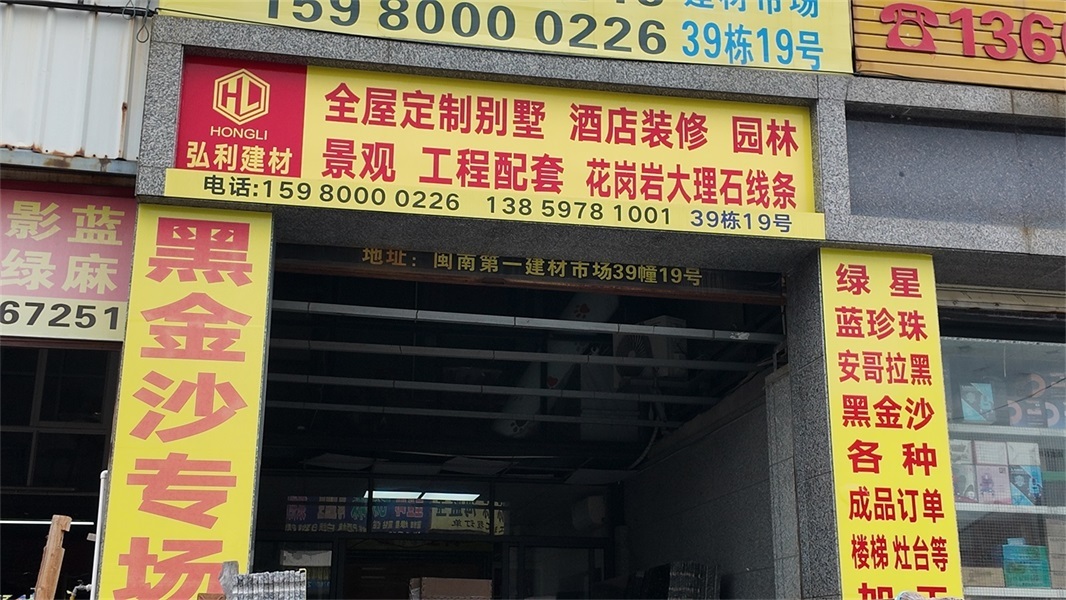 159 8000 0226
建材市场
39栋19号
1366
HL
HONGLI
弘利建材
全屋定制别墅 酒店装修 园林
景观 工程配套 花岗岩大理石线条
电话:159 8000 0226 138 5978 1001 39栋19号
地址：闽南第一建材市场39幢19号
影蓝
绿麻
67251
黑金沙专场
绿星
蓝珍珠
安哥拉黑
黑金沙
各种
成品订单
楼梯灶台等
加工